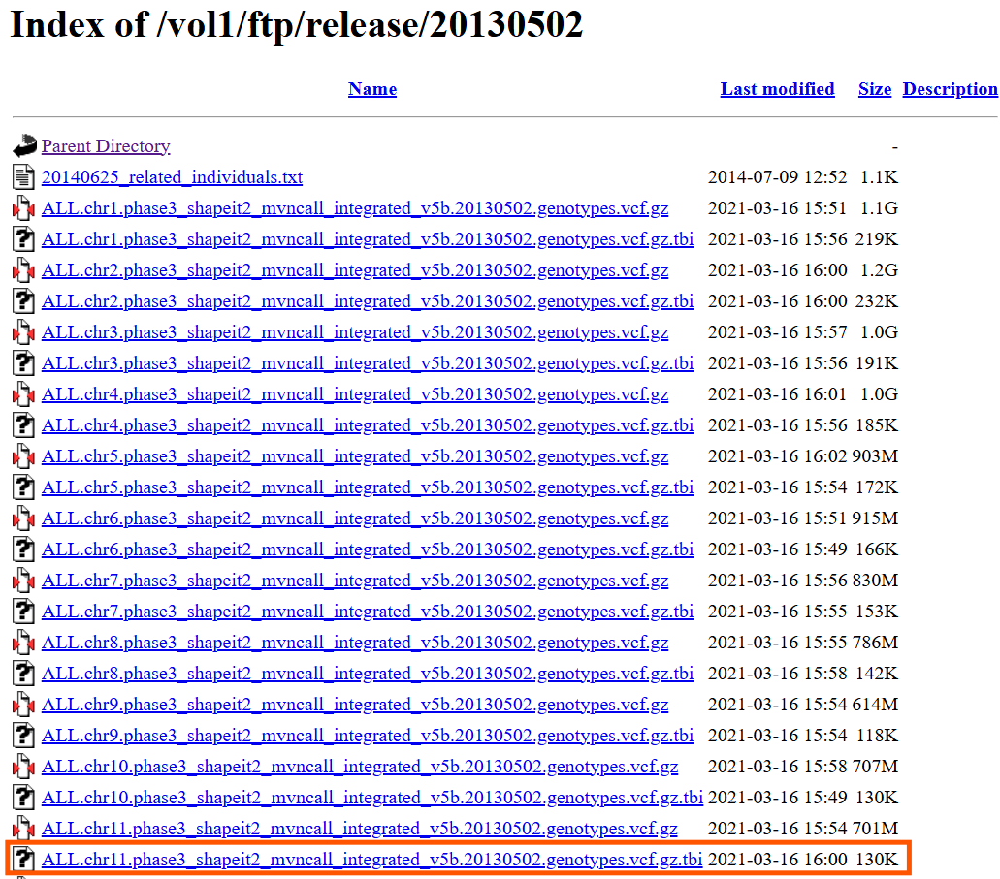 Index of /vol1/ftp/release/20130502
Name Last modified Size Description
Parent Directory -
20140625_related_individuals.txt 2014-07-09 12:52 1.1K
ALL.chr1.phase3_shapeit2_mvncall_integrated_v5b.20130502.genotypes.vcf.gz 2021-03-16 15:51 1.1G
ALL.chr1.phase3_shapeit2_mvncall_integrated_v5b.20130502.genotypes.vcf.gz.tbi 2021-03-16 15:56 219K
ALL.chr2.phase3_shapeit2_mvncall_integrated_v5b.20130502.genotypes.vcf.gz 2021-03-16 16:00 1.2G
ALL.chr2.phase3_shapeit2_mvncall_integrated_v5b.20130502.genotypes.vcf.gz.tbi 2021-03-16 16:00 232K
ALL.chr3.phase3_shapeit2_mvncall_integrated_v5b.20130502.genotypes.vcf.gz 2021-03-16 15:57 1.0G
ALL.chr3.phase3_shapeit2_mvncall_integrated_v5b.20130502.genotypes.vcf.gz.tbi 2021-03-16 15:56 191K
ALL.chr4.phase3_shapeit2_mvncall_integrated_v5b.20130502.genotypes.vcf.gz 2021-03-16 16:01 1.0G
ALL.chr4.phase3_shapeit2_mvncall_integrated_v5b.20130502.genotypes.vcf.gz.tbi 2021-03-16 15:56 185K
ALL.chr5.phase3_shapeit2_mvncall_integrated_v5b.20130502.genotypes.vcf.gz 2021-03-16 16:02 903M
ALL.chr5.phase3_shapeit2_mvncall_integrated_v5b.20130502.genotypes.vcf.gz.tbi 2021-03-16 15:54 172K
ALL.chr6.phase3_shapeit2_mvncall_integrated_v5b.20130502.genotypes.vcf.gz 2021-03-16 15:51 915M
ALL.chr6.phase3_shapeit2_mvncall_integrated_v5b.20130502.genotypes.vcf.gz.tbi 2021-03-16 15:49 166K
ALL.chr7.phase3_shapeit2_mvncall_integrated_v5b.20130502.genotypes.vcf.gz 2021-03-16 15:56 830M
ALL.chr7.phase3_shapeit2_mvncall_integrated_v5b.20130502.genotypes.vcf.gz.tbi 2021-03-16 15:55 153K
ALL.chr8.phase3_shapeit2_mvncall_integrated_v5b.20130502.genotypes.vcf.gz 2021-03-16 15:55 786M
ALL.chr8.phase3_shapeit2_mvncall_integrated_v5b.20130502.genotypes.vcf.gz.tbi 2021-03-16 15:58 142K
ALL.chr9.phase3_shapeit2_mvncall_integrated_v5b.20130502.genotypes.vcf.gz 2021-03-16 15:54 614M
ALL.chr9.phase3_shapeit2_mvncall_integrated_v5b.20130502.genotypes.vcf.gz.tbi 2021-03-16 15:54 118K
ALL.chr10.phase3_shapeit2_mvncall_integrated_v5b.20130502.genotypes.vcf.gz 2021-03-16 15:58 707M
ALL.chr10.phase3_shapeit2_mvncall_integrated_v5b.20130502.genotypes.vcf.gz.tbi 2021-03-16 15:49 130K
ALL.chr11.phase3_shapeit2_mvncall_integrated_v5b.20130502.genotypes.vcf.gz 2021-03-16 15:54 701M
ALL.chr11.phase3_shapeit2_mvncall_integrated_v5b.20130502.genotypes.vcf.gz.tbi 2021-03-16 16:00 130K